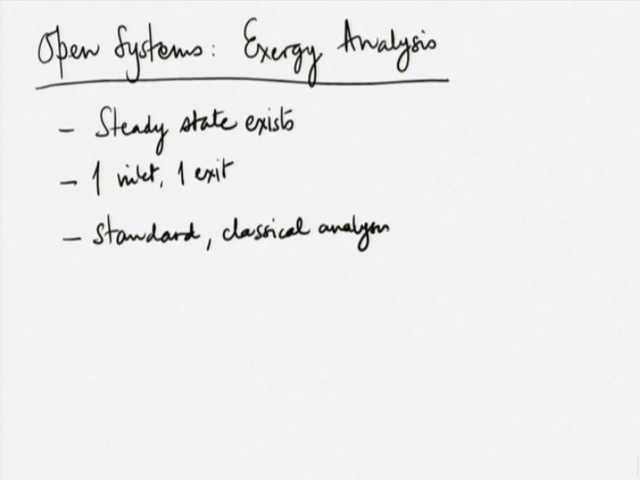 Open Systems: Exergy Analysis
- Steady state exists
- 1 inlet, 1 exit
- standard, classical analysis